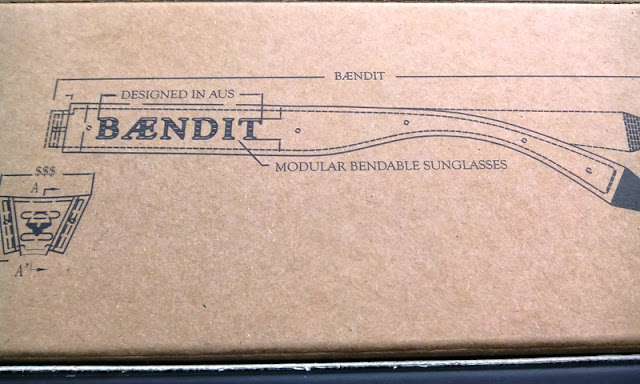 BÆNDIT
DESIGNED IN AUS
BÆNDIT
MODULAR BENDABLE SUNGLASSES
$$$
A
A'